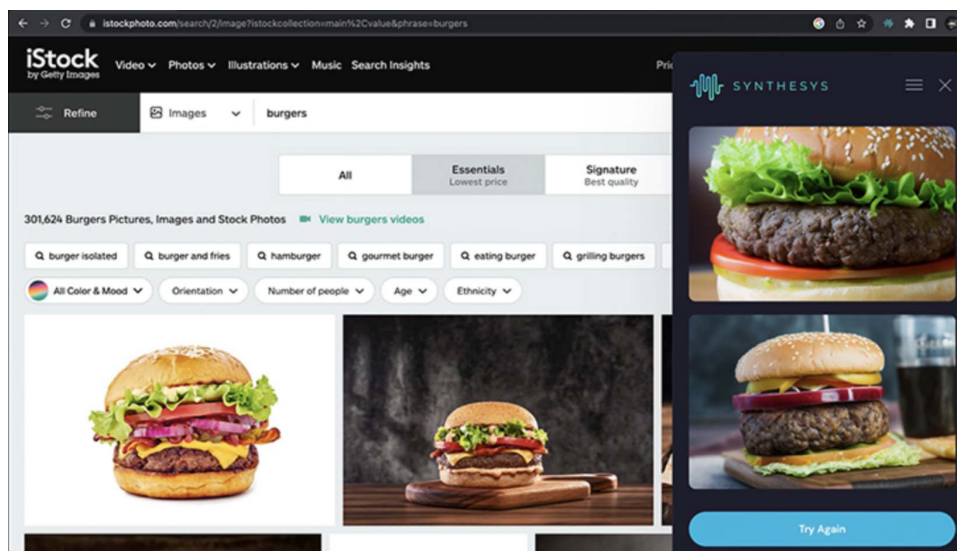 istockphoto.com/search/2/image?istockcollection=main%2Cvalue&phrase=burgers
iStock
by Getty Images
Video Photos Illustrations Music Search Insights
SYNTHESYS
Refine Images burgers
All
Essentials
Lowest price
Signature
Best quality
301,624 Burgers Pictures, Images and Stock Photos View burgers videos
burger isolated burger and fries hamburger gourmet burger eating burger grilling burgers
All Color & Mood Orientation Number of people Age Ethnicity
Try Again